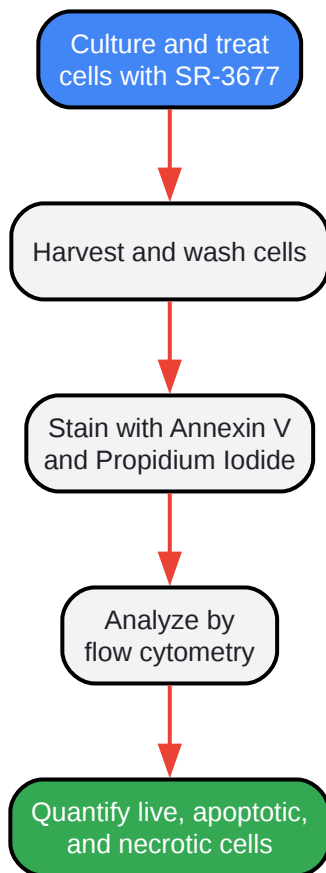 Culture and treat
cells with SR-3677
Harvest and wash cells
Stain with Annexin V
and Propidium Iodide
Analyze by
flow cytometry
Quantify live, apoptotic,
and necrotic cells